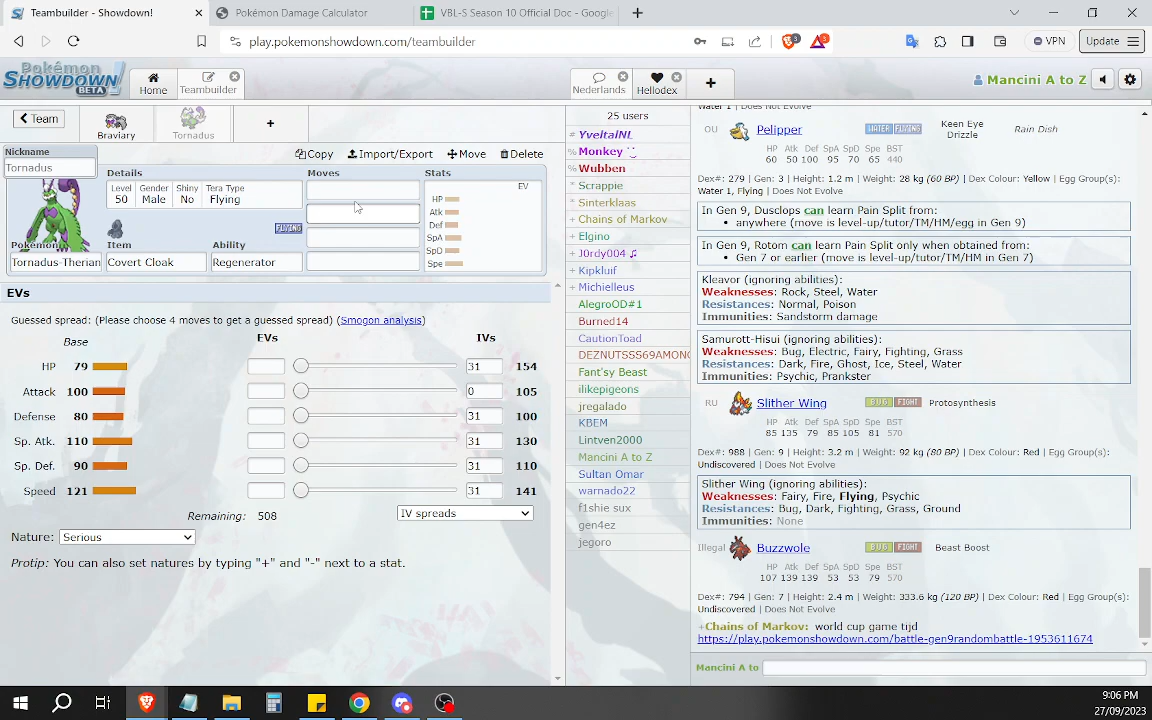 Teambuilder - Showdown!
Pokémon Damage Calculator
VBL-S Season 10 Official Doc - Google
play.pokemonshowdown.com/teambuilder
VPN
Update
Pokémon
SHOWDOWN!
BETA
Home
Teambuilder
Nederlands
Hellodex
Mancini A to Z
Team
Braviary
Tornadus
Nickname
Tornadus
Copy
Import/Export
Move
Delete
Details
Level
50
Gender
Male
Shiny
No
Tera Type
Flying
FLYING
Pokémon
Tornadus-Therian
Item
Covert Cloak
Ability
Regenerator
Moves
Stats
EV
HP
Atk
Def
SpA
SpD
Spe
EVs
Guessed spread: (Please choose 4 moves to get a guessed spread) (Smogon analysis)
Base
EVs
IVs
HP 79 31 154
Attack 100 0 105
Defense 80 31 100
Sp. Atk. 110 31 130
Sp. Def. 90 31 110
Speed 121 31 141
Remaining: 508
IV spreads
Nature: Serious
Protip: You can also set natures by typing "+" and "-" next to a stat.
25 users
# YveltalNL
% Monkey
% Wubben
* Scrappie
* Sinterklaas
+ Chains of Markov
+ Elgino
+ J0rdy004 ♫
+ Kipkluif
+ Michielleus
AlegroOD#1
Burned14
CautionToad
DEZNUTSSS69AMONG
Fant'sy Beast
ilikepigeons
jregalado
KBEM
Lintven2000
Mancini A to Z
Sultan Omar
warnado22
f1shie sux
gen4ez
jegoro
Water 1 | Does Not Evolve
OU Pelipper WATER FLYING Keen Eye Drizzle Rain Dish
HP Atk Def SpA SpD Spe BST
60 50 100 95 70 65 440
Dex#: 279 | Gen: 3 | Height: 1.2 m | Weight: 28 kg (60 BP) | Dex Colour: Yellow | Egg Group(s):
Water 1, Flying | Does Not Evolve
In Gen 9, Dusclops can learn Pain Split from:
• anywhere (move is level-up/tutor/TM/HM/egg in Gen 9)
In Gen 9, Rotom can learn Pain Split only when obtained from:
• Gen 7 or earlier (move is level-up/tutor/TM/HM in Gen 7)
Kleavor (ignoring abilities):
Weaknesses: Rock, Steel, Water
Resistances: Normal, Poison
Immunities: Sandstorm damage
Samurott-Hisui (ignoring abilities):
Weaknesses: Bug, Electric, Fairy, Fighting, Grass
Resistances: Dark, Fire, Ghost, Ice, Steel, Water
Immunities: Psychic, Prankster
RU Slither Wing BUG FIGHT Protosynthesis
HP Atk Def SpA SpD Spe BST
85 135 79 85 105 81 570
Dex#: 988 | Gen: 9 | Height: 3.2 m | Weight: 92 kg (80 BP) | Dex Colour: Red | Egg Group(s):
Undiscovered | Does Not Evolve
Slither Wing (ignoring abilities):
Weaknesses: Fairy, Fire, Flying, Psychic
Resistances: Bug, Dark, Fighting, Grass, Ground
Immunities: None
Illegal Buzzwole BUG FIGHT Beast Boost
HP Atk Def SpA SpD Spe BST
107 139 139 53 53 79 570
Dex#: 794 | Gen: 7 | Height: 2.4 m | Weight: 333.6 kg (120 BP) | Dex Colour: Red | Egg Group(s):
Undiscovered | Does Not Evolve
+Chains of Markov: world cup game tijd
https://play.pokemonshowdown.com/battle-gen9randombattle-1953611674
Mancini A to
9:06 PM
27/09/2023